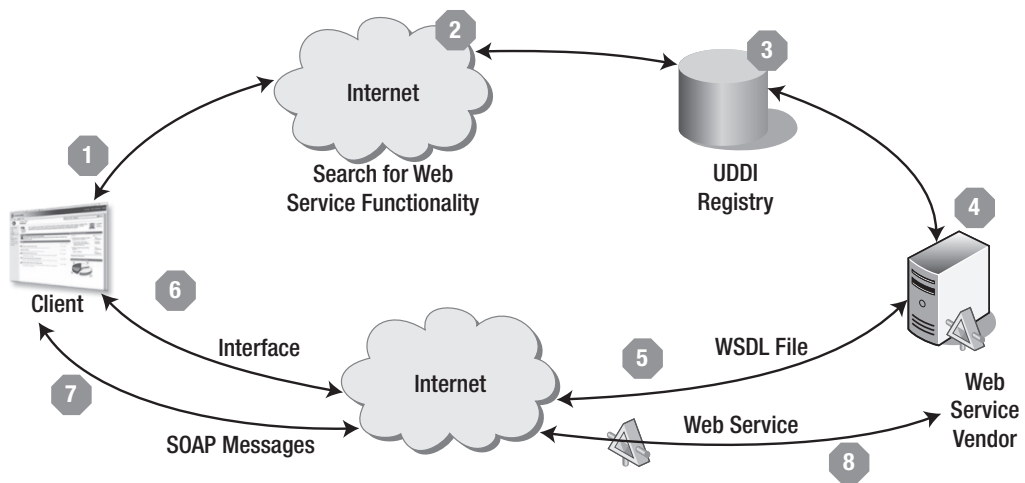 2
3
Internet
1
Search for Web
Service Functionality
UDDI
Registry
4
Client
6
Interface
Internet
5
WSDL File
7
SOAP Messages
Web Service
8
Web
Service
Vendor